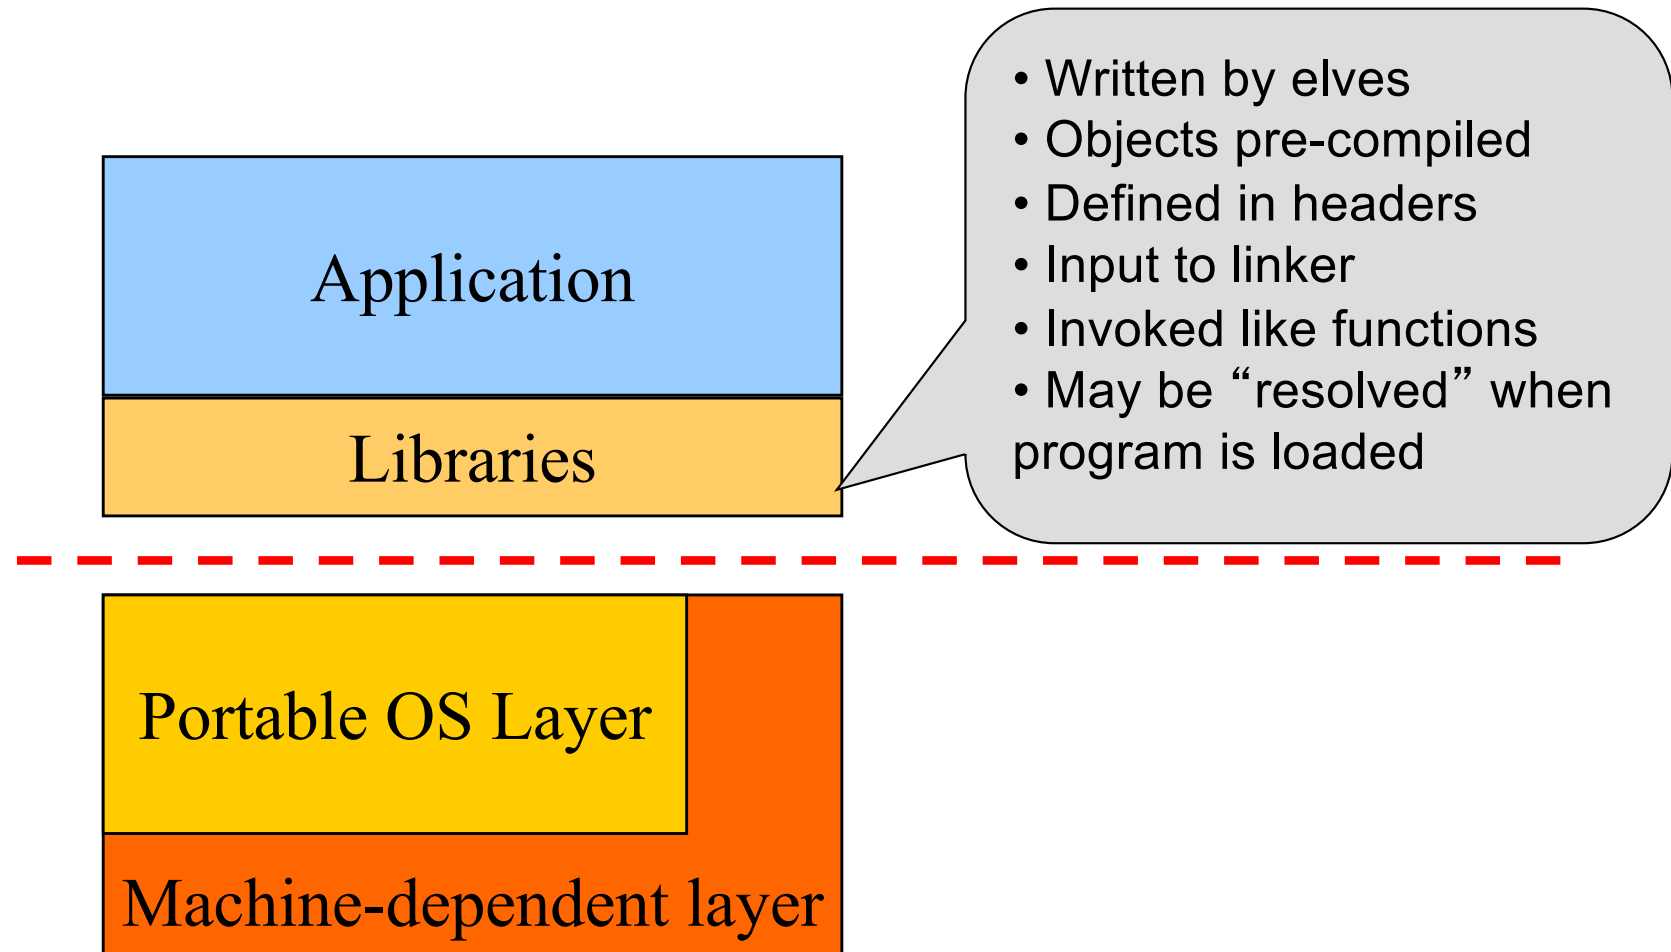 Application
Libraries
Portable OS Layer
Machine-dependent layer
• Written by elves
• Objects pre-compiled
• Defined in headers
• Input to linker
• Invoked like functions
• May be “resolved” when
program is loaded